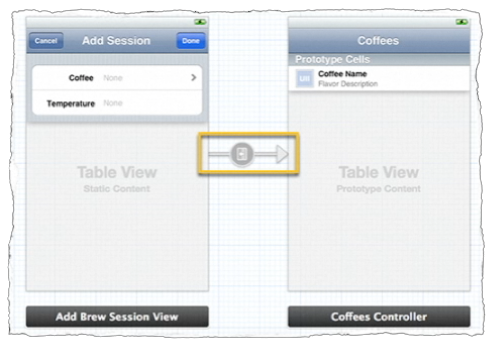 Cancel Add Session Done
Coffee None
Temperature None
Table View
Static Content
Add Brew Session View
Coffees
Prototype Cells
Coffee Name
Flavor Description
Table View
Prototype Content
Coffees Controller